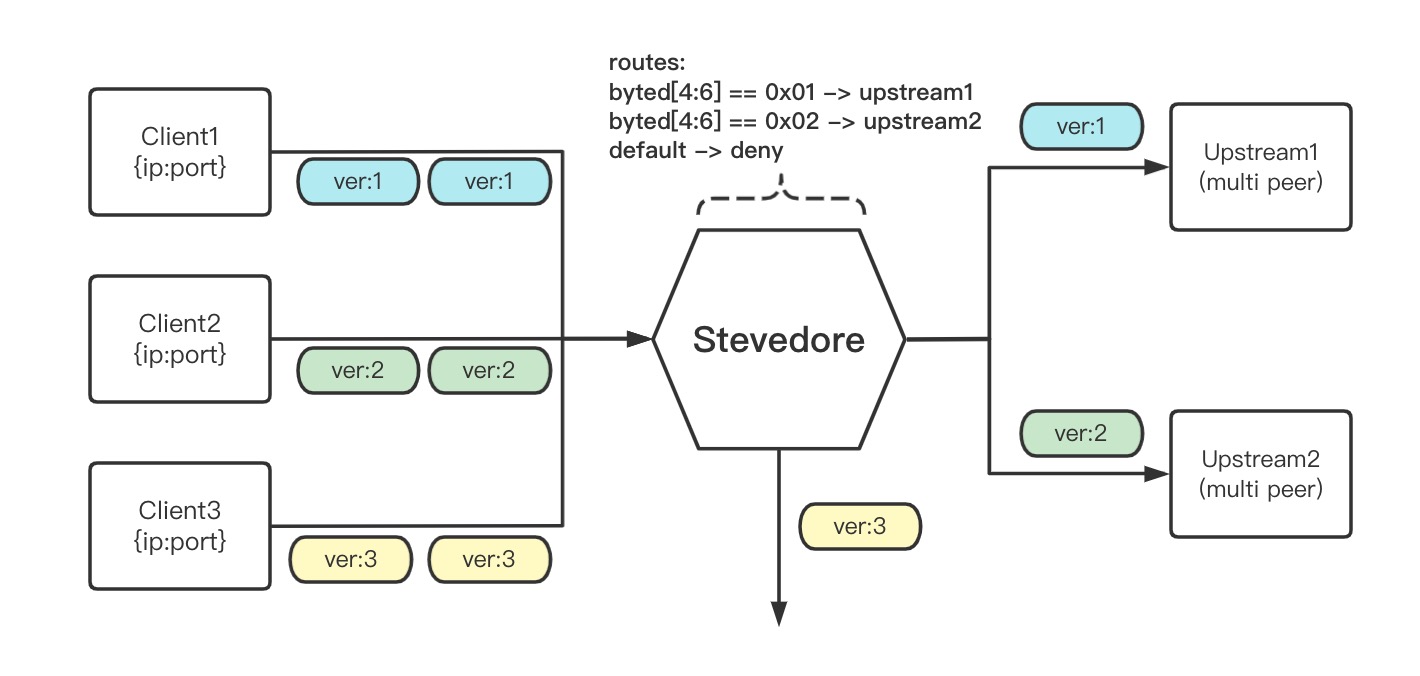 routes:
byted[4:6] == 0x01 –> upstream1
byted[4:6] == 0x02 –> upstream2
default –> deny
Client1
{ip:port}
ver:1
ver:1
Client2
{ip:port}
ver:2
ver:2
Client3
{ip:port}
ver:3
ver:3
Stevedore
ver:3
ver:1
Upstream1
(multi peer)
ver:2
Upstream2
(multi peer)